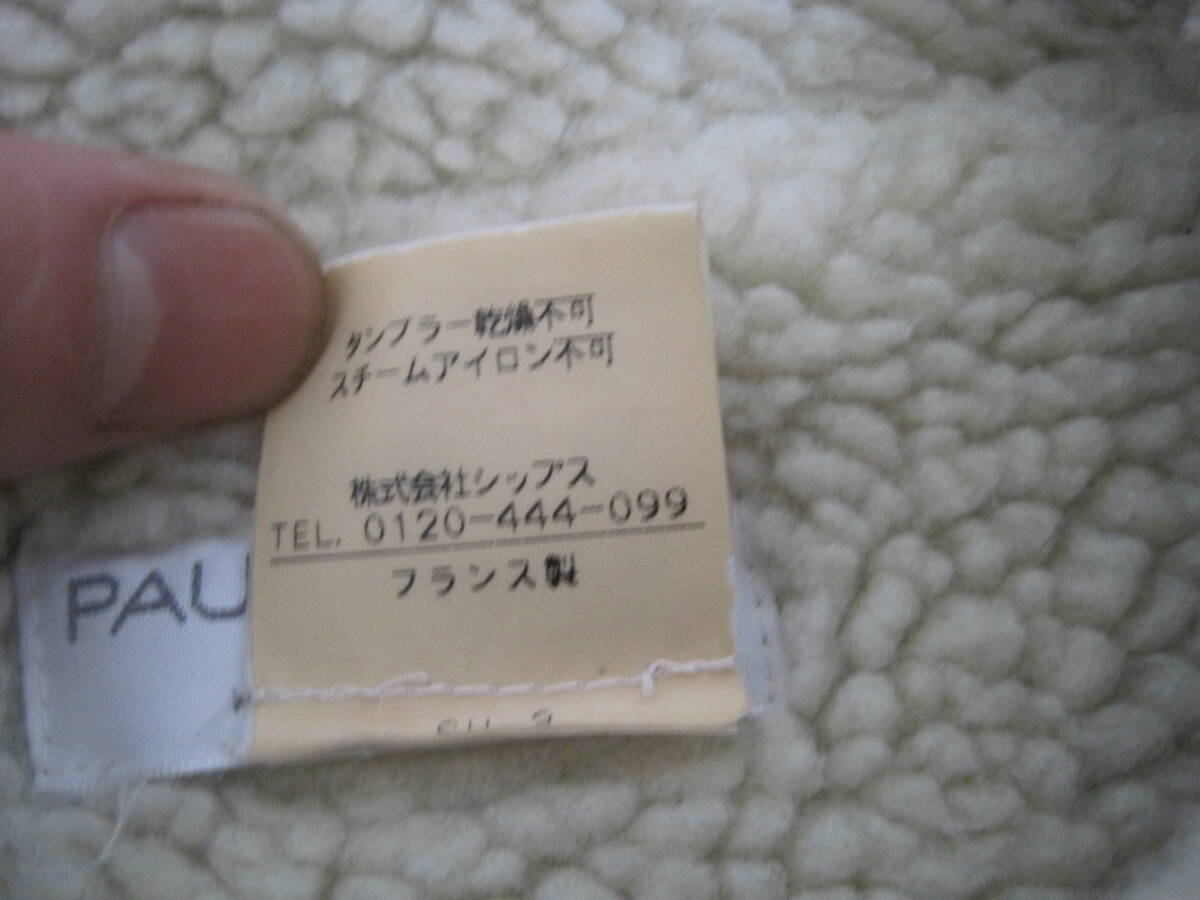 タンブラー乾燥不可
スチームアイロン不可
株式会社シップス
TEL. 0120-444-099
フランス製
PAU